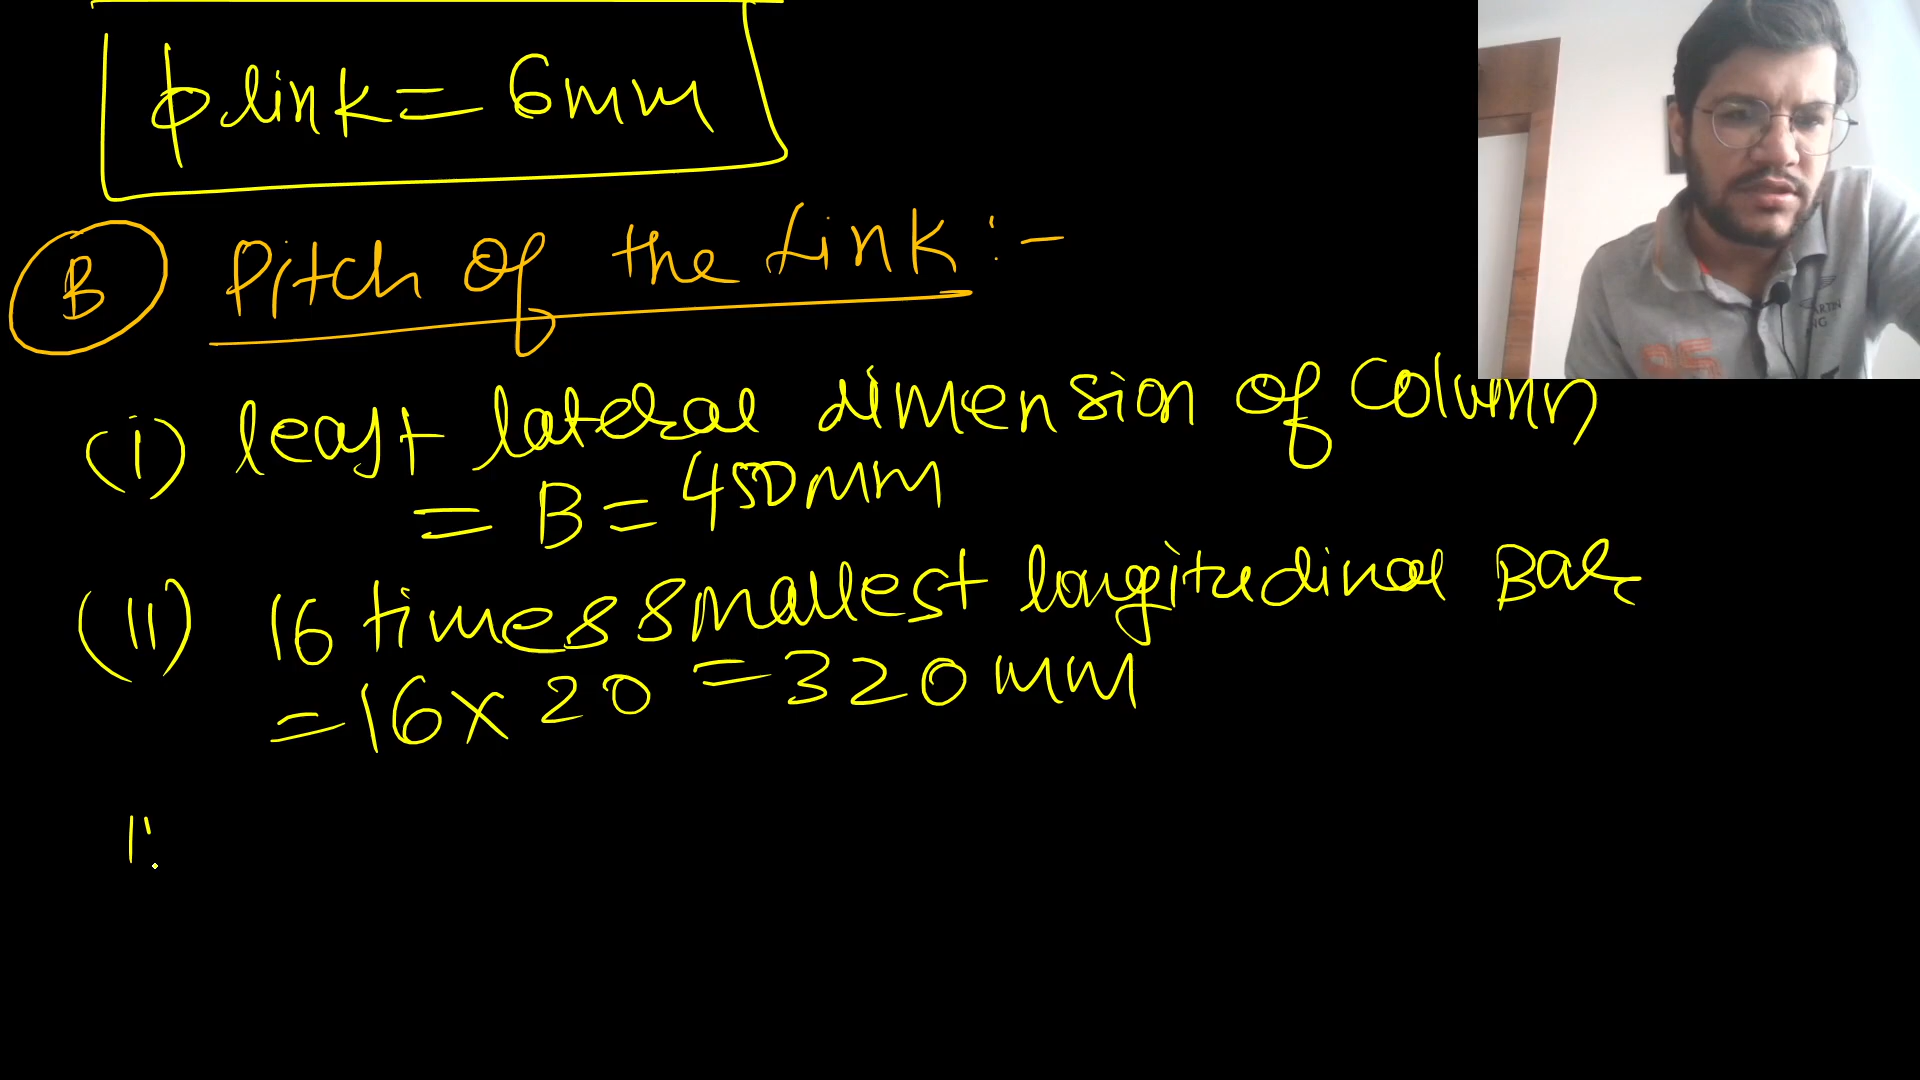 ϕ link = 6mm
B Pitch of the Link :-
(i) least lateral dimension of column
= B = 450mm
(ii) 16 times smallest longitudinal Bar
= 16 x 20 = 320 mm